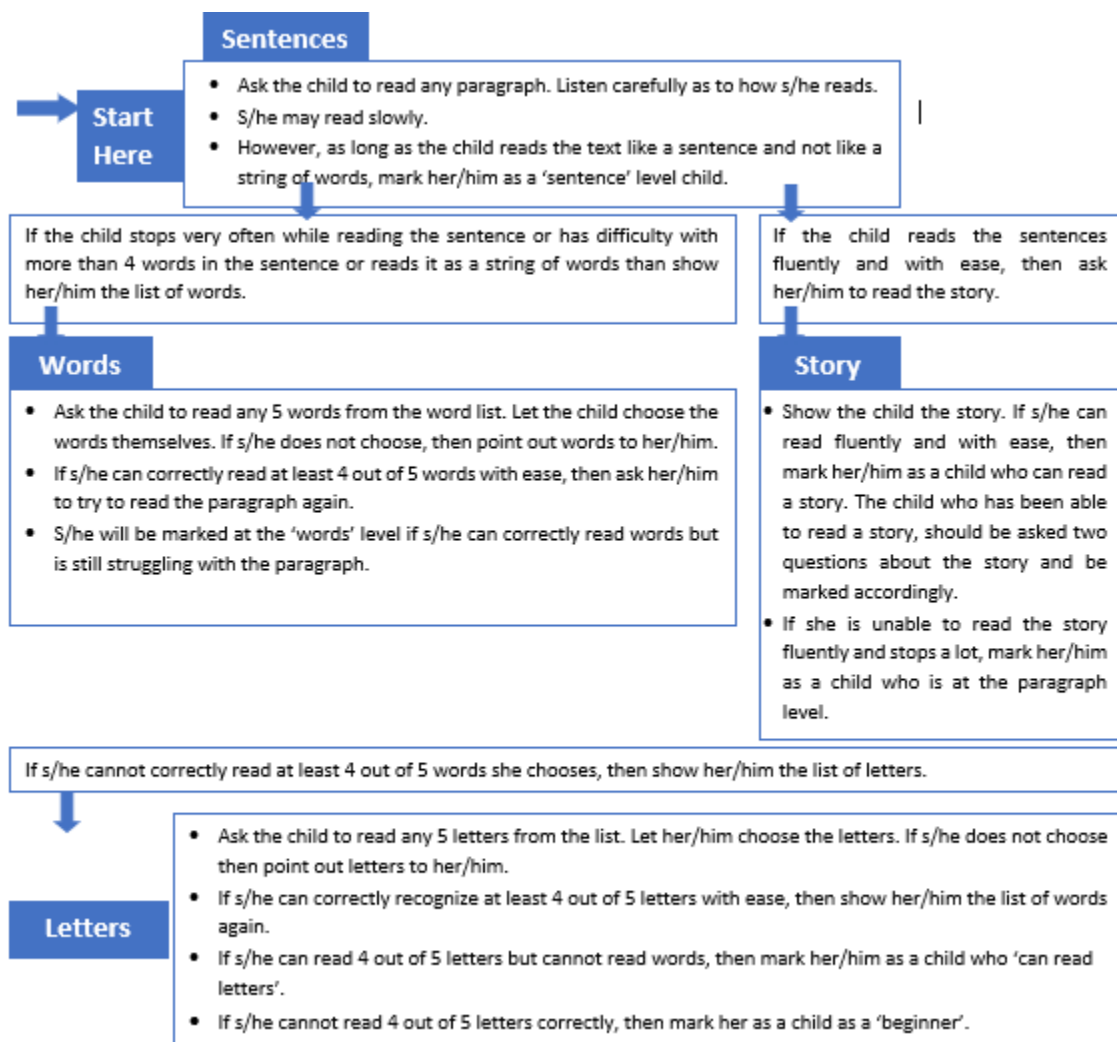 Sentences
Start
Here
• Ask the child to read any paragraph. Listen carefully as to how s/he reads.
• S/he may read slowly.
• However, as long as the child reads the text like a sentence and not like a
string of words, mark her/him as a ‘sentence’ level child.
If the child stops very often while reading the sentence or has difficulty with
more than 4 words in the sentence or reads it as a string of words than show
her/him the list of words.
If the child reads the sentences
fluently and with ease, then ask
her/him to read the story.
Words
• Ask the child to read any 5 words from the word list. Let the child choose the
words themselves. If s/he does not choose, then point out words to her/him.
• If s/he can correctly read at least 4 out of 5 words with ease, then ask her/him
to try to read the paragraph again.
• S/he will be marked at the ‘words’ level if s/he can correctly read words but
is still struggling with the paragraph.
Story
• Show the child the story. If s/he can
read fluently and with ease, then
mark her/him as a child who can read
a story. The child who has been able
to read a story, should be asked two
questions about the story and be
marked accordingly.
• If she is unable to read the story
fluently and stops a lot, mark her/him
as a child who is at the paragraph
level.
If s/he cannot correctly read at least 4 out of 5 words she chooses, then show her/him the list of letters.
Letters
• Ask the child to read any 5 letters from the list. Let her/him choose the letters. If s/he does not choose
then point out letters to her/him.
• If s/he can correctly recognize at least 4 out of 5 letters with ease, then show her/him the list of words
again.
• If s/he can read 4 out of 5 letters but cannot read words, then mark her/him as a child who ‘can read
letters’.
• If s/he cannot read 4 out of 5 letters correctly, then mark her as a child as a ‘beginner’.